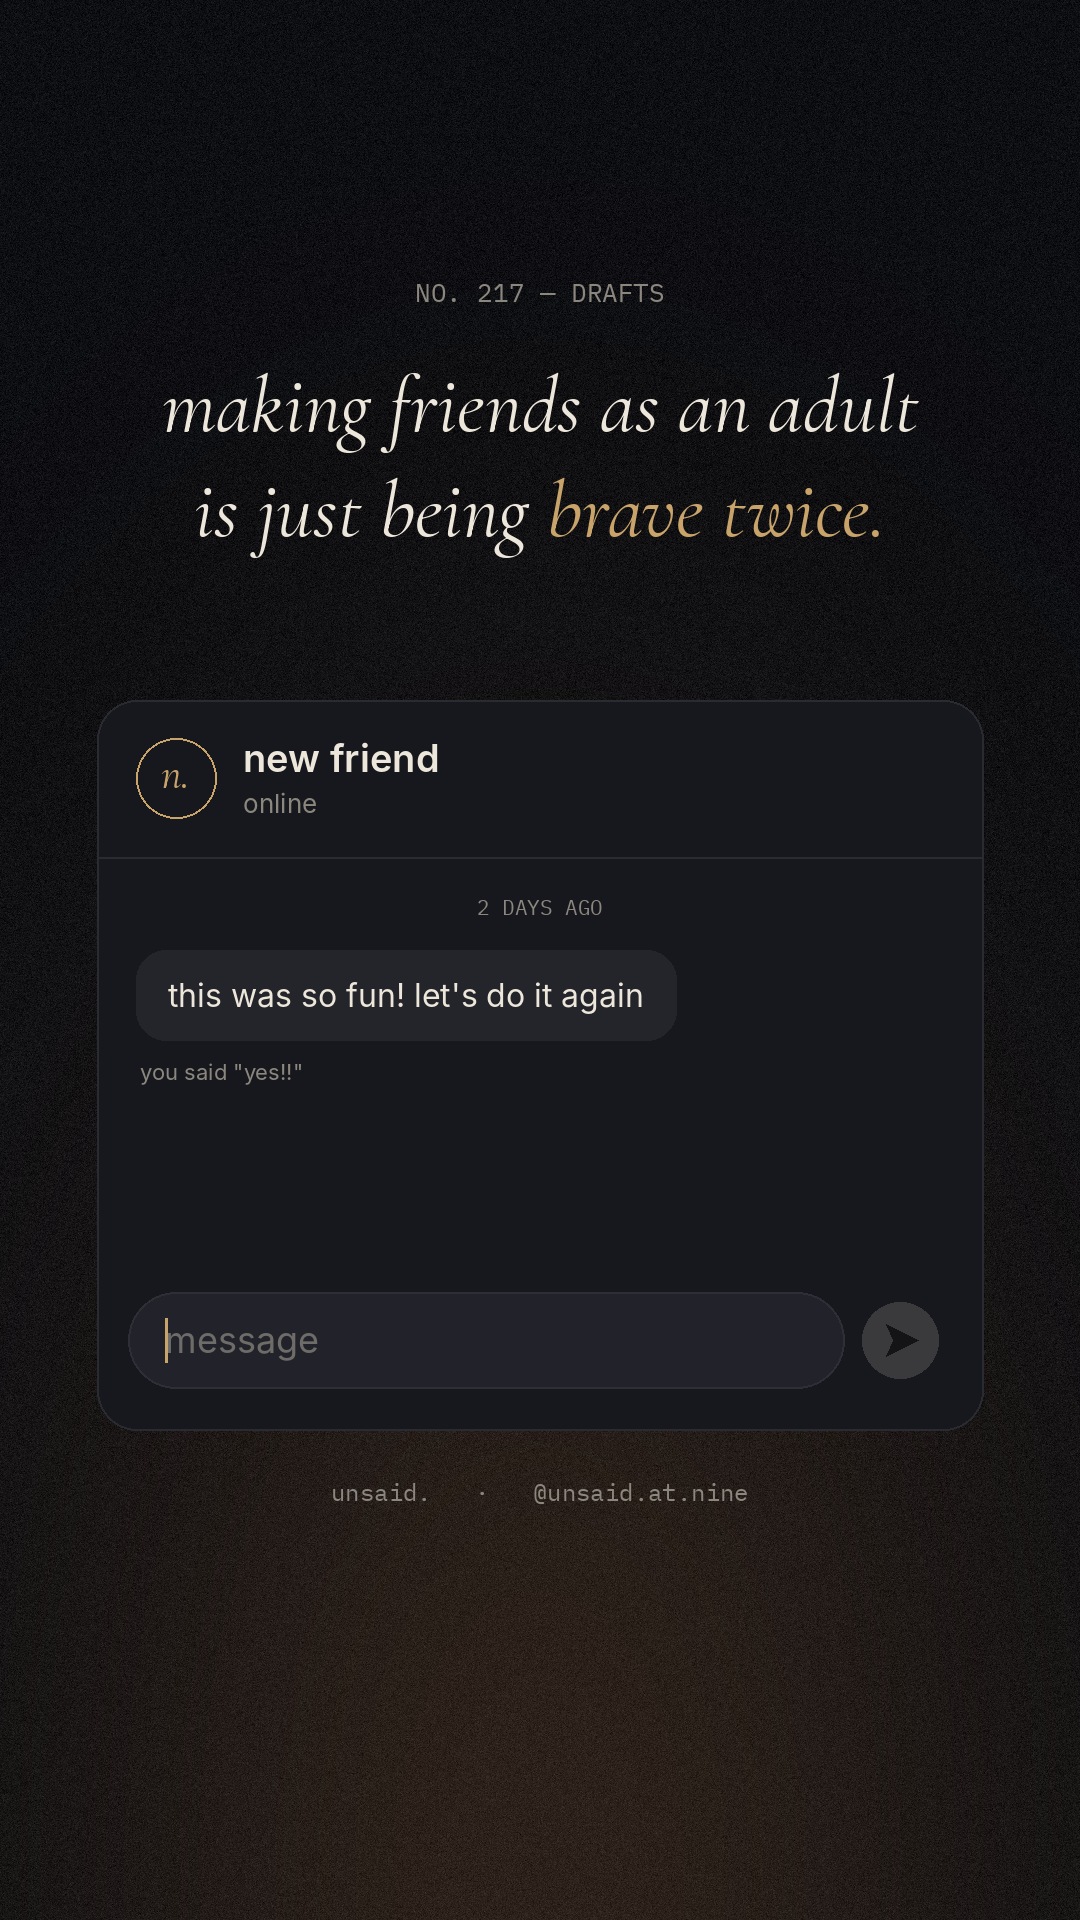 NO. 217 — DRAFTS
making friends as an adult
is just being brave twice.
n.
new friend
online
2 DAYS AGO
this was so fun! let's do it again
you said "yes!!"
message
unsaid. · @unsaid.at.nine